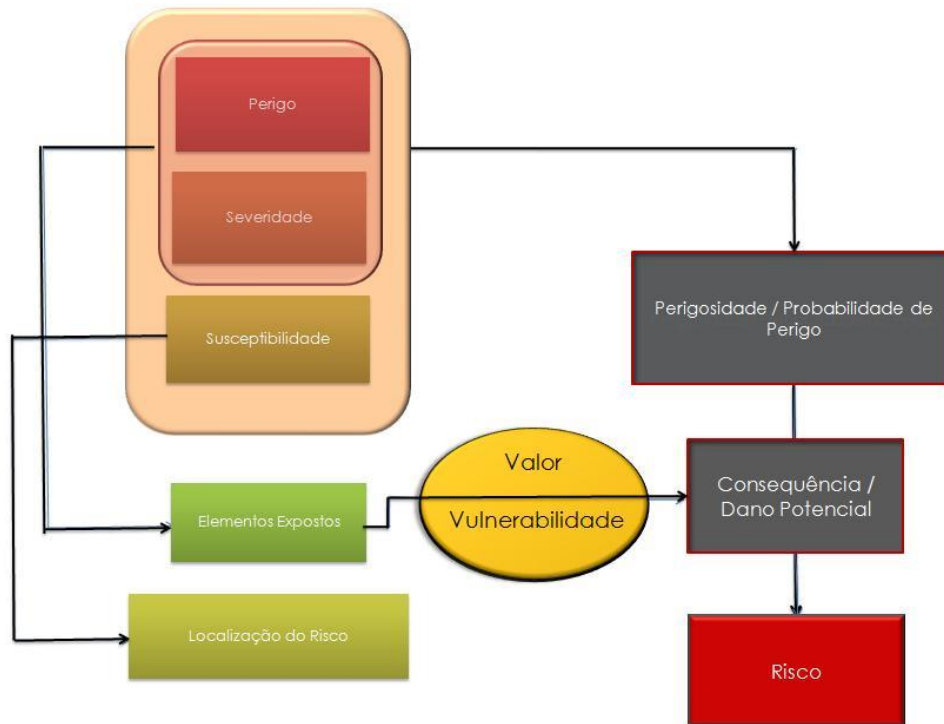 Perigo
Severidade
Susceptibilidade
Perigosidade / Probabilidade de
Perigo
Valor
Vulnerabilidade
Consequência /
Dano Potencial
Elementos Expostos
Localização do Risco
Risco